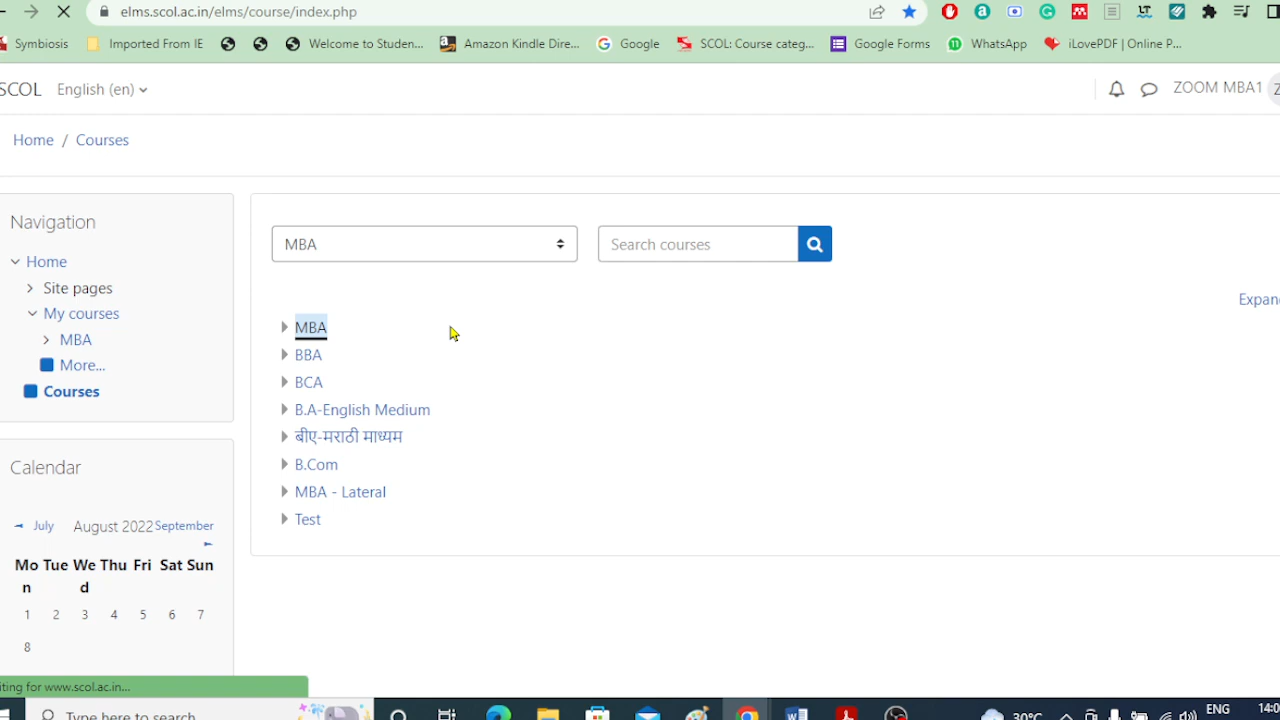 elms.scol.ac.in/elms/course/index.php
Symbiosis Imported From IE Welcome to Studen... Amazon Kindle Dire... Google SCOL: Course categ... Google Forms WhatsApp iLovePDF | Online P...
SCOL English (en) ZOOM MBA1 Z
Home / Courses
Navigation
Home
Site pages
My courses
MBA
More...
Courses
Calendar
◄ July August 2022 September ►
Mon Tue Wed Thu Fri Sat Sun
1 2 3 4 5 6 7
8
MBA Search courses
Expan
MBA
BBA
BCA
B.A-English Medium
बीए-मराठी माध्यम
B.Com
MBA - Lateral
Test
iting for www.scol.ac.in...
Type here to search 30°C ENG 14:0